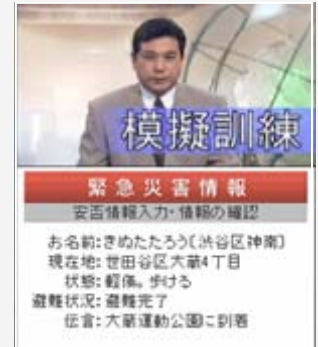 模擬訓練
緊急災害情報
安否情報入力・情報の確認
お名前:きぬたたろう〔渋谷区神南〕
現在地:世田谷区大蔵4丁目
状態:軽傷。歩ける
避難状況:避難完了
伝言:大蔵運動公園に到着